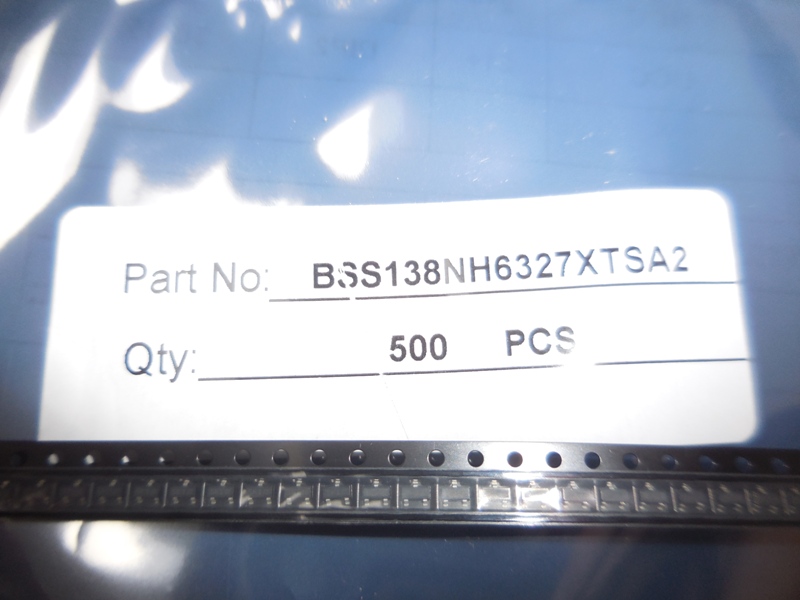 Part No: BSS138NH6327XTSA2
Qty: 500 PCS